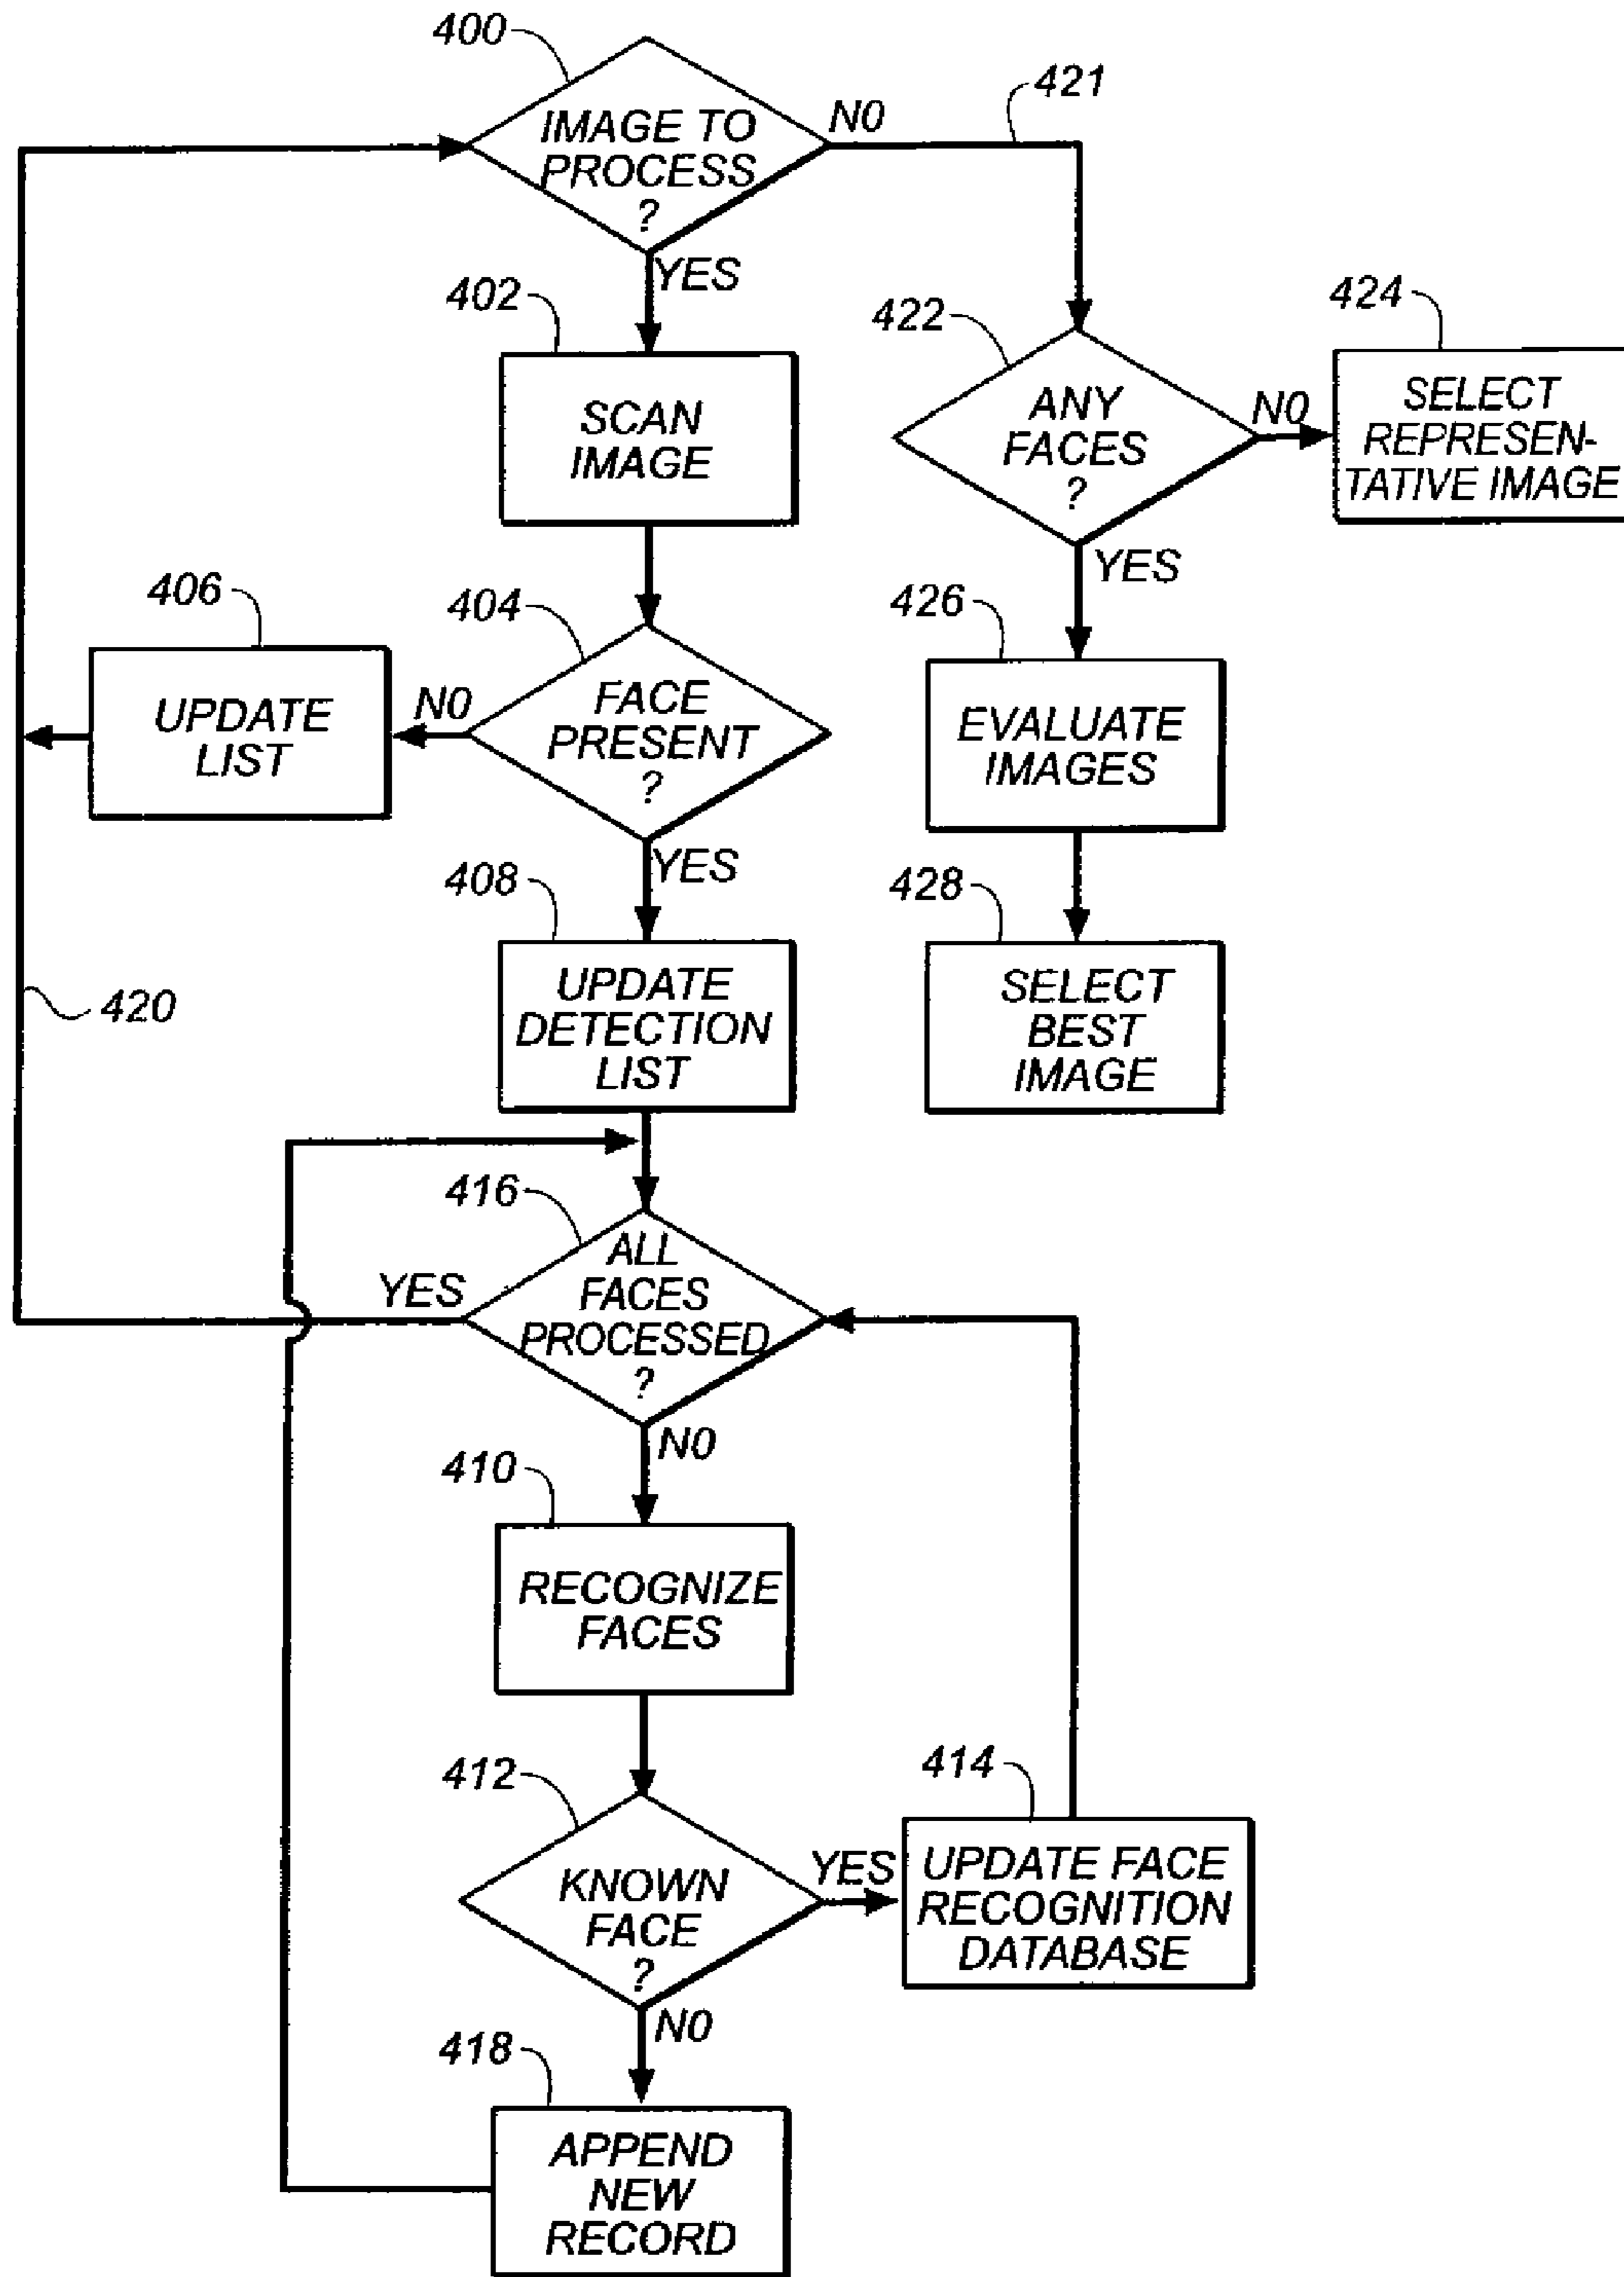 400
IMAGE TO
PROCESS
?
NO
421
YES
402
SCAN
IMAGE
422
ANY
FACES
?
NO
424
SELECT
REPRESEN-
TATIVE IMAGE
YES
406
UPDATE
LIST
404
FACE
PRESENT
?
NO
YES
426
EVALUATE
IMAGES
408
UPDATE
DETECTION
LIST
428
SELECT
BEST
IMAGE
420
416
ALL
FACES
PROCESSED
?
YES
NO
410
RECOGNIZE
FACES
412
KNOWN
FACE
?
YES
414
UPDATE FACE
RECOGNITION
DATABASE
NO
418
APPEND
NEW
RECORD